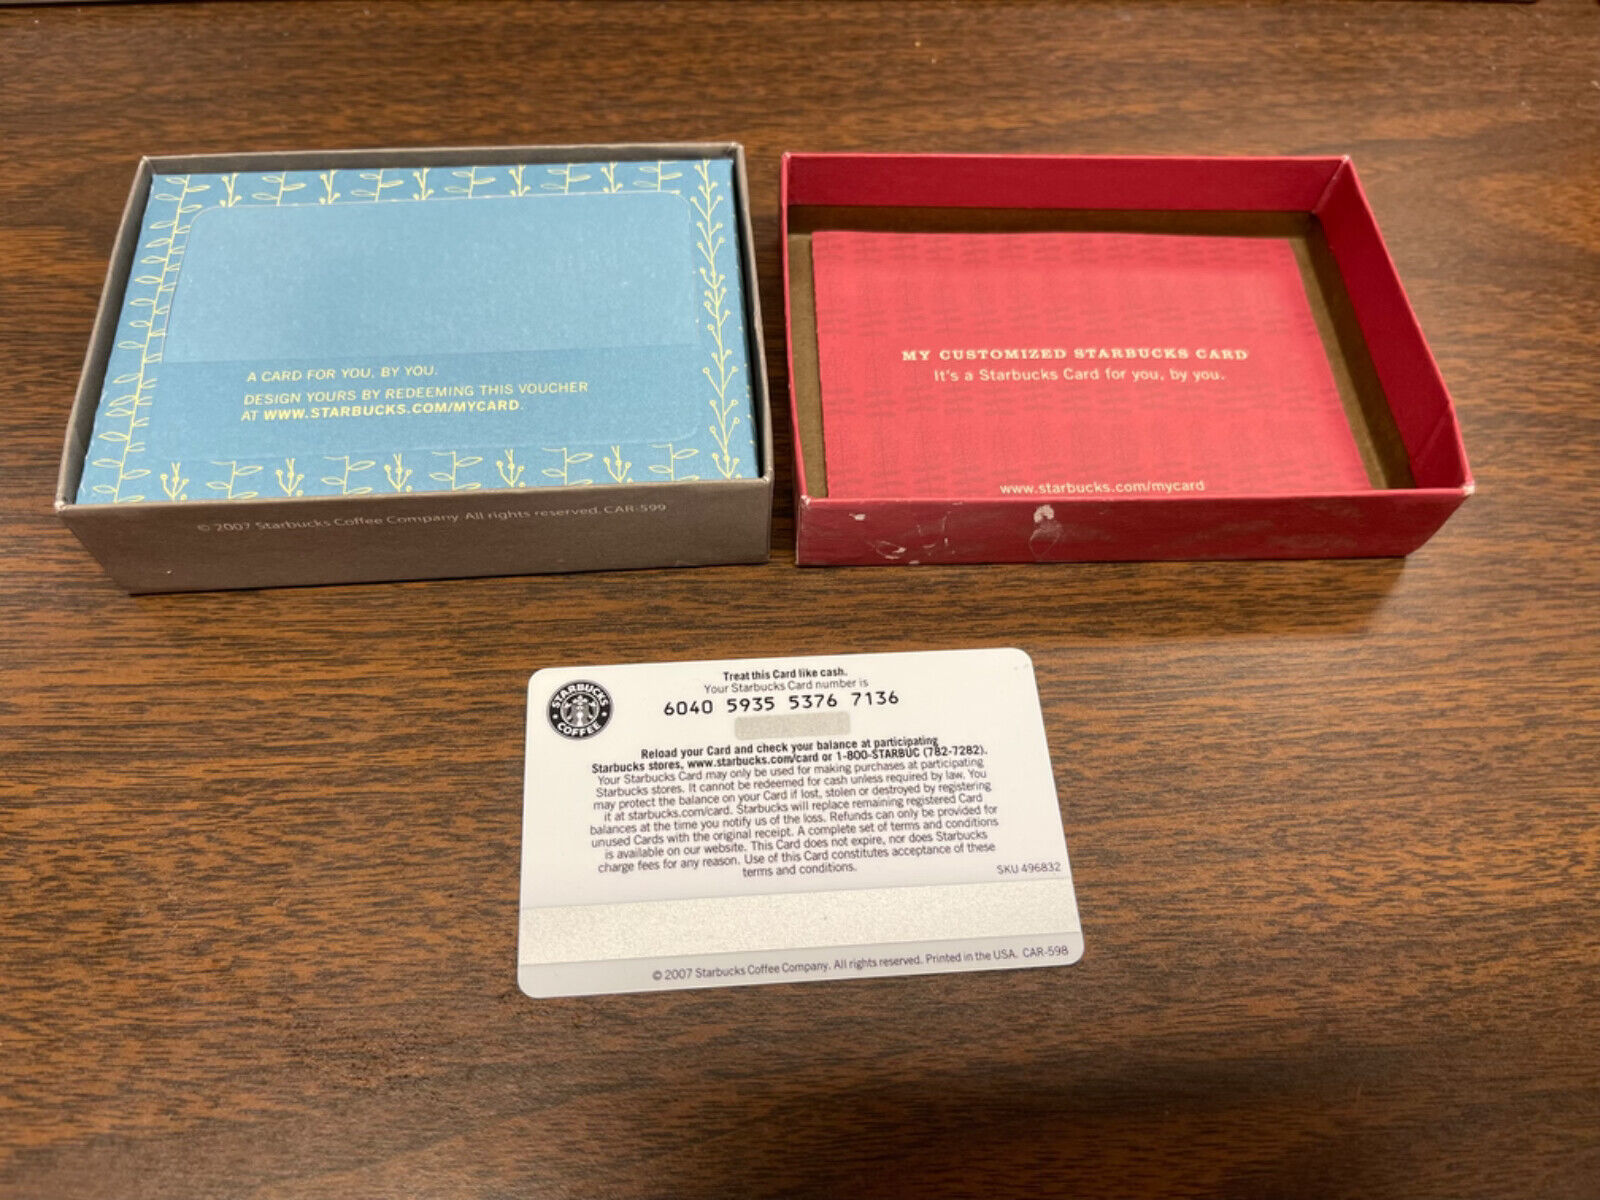 A CARD FOR YOU, BY YOU.
DESIGN YOURS BY REDEEMING THIS VOUCHER
AT WWW.STARBUCKS.COM/MYCARD.
© 2007 Starbucks Coffee Company. All rights reserved. CAR-599
MY CUSTOMIZED STARBUCKS CARD
It's a Starbucks Card for you, by you.
www.starbucks.com/mycard
STARBUCKS
COFFEE
Treat this Card like cash.
Your Starbucks Card number is
6040 5935 5376 7136
Reload your Card and check your balance at participating
Starbucks stores, www.starbucks.com/card or 1-800-STARBUC (782-7282).
Your Starbucks Card may only be used for making purchases at participating
Starbucks stores. It cannot be redeemed for cash unless required by law. You
may protect the balance on your Card if lost, stolen or destroyed by registering
it at starbucks.com/card. Starbucks will replace remaining registered Card
balances at the time you notify us of the loss. Refunds can only be provided for
unused Cards with the original receipt. A complete set of terms and conditions
is available on our website. This Card does not expire, nor does Starbucks
charge fees for any reason. Use of this Card constitutes acceptance of these
terms and conditions.
SKU 496832
© 2007 Starbucks Coffee Company. All rights reserved. Printed in the USA. CAR-598